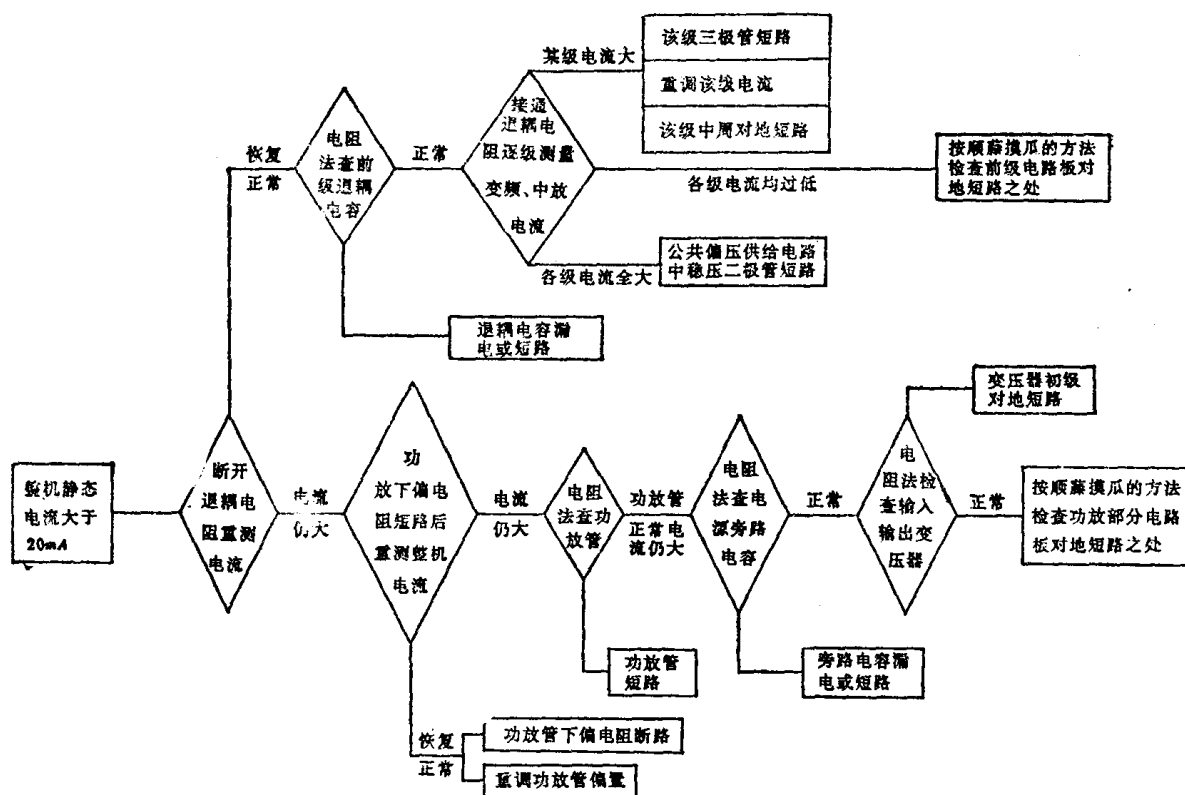 某级电流大
该级三极管短路
重调该级电流
该级中周对地短路
接通
退耦电
阻逐级测量
变频、中放
电流
恢复
正常
电阻
法查前
级退耦
电容
正常
各级电流均过低
按顺藤摸瓜的方法
检查前级电路板对
地短路之处
各级电流全大
公共偏压供给电路
中稳压二极管短路
退耦电容漏
电或短路
变压器初级
对地短路
整机静态
电流大于
20mA
断开
退耦电
阻重测
电流
电流
仍大
功
放下偏电
阻短路后
重测整机
电流
电流
仍大
电阻
法查功
放管
功放管
正常电
流仍大
电阻
法查电
源旁路
电容
正常
电
阻法检
查输入
输出变
压器
正常
按顺藤摸瓜的方法
检查功放部分电路
板对地短路之处
功放管
短路
旁路电容漏
电或短路
恢复
正常
功放管下偏电阻断路
重调功放管偏置